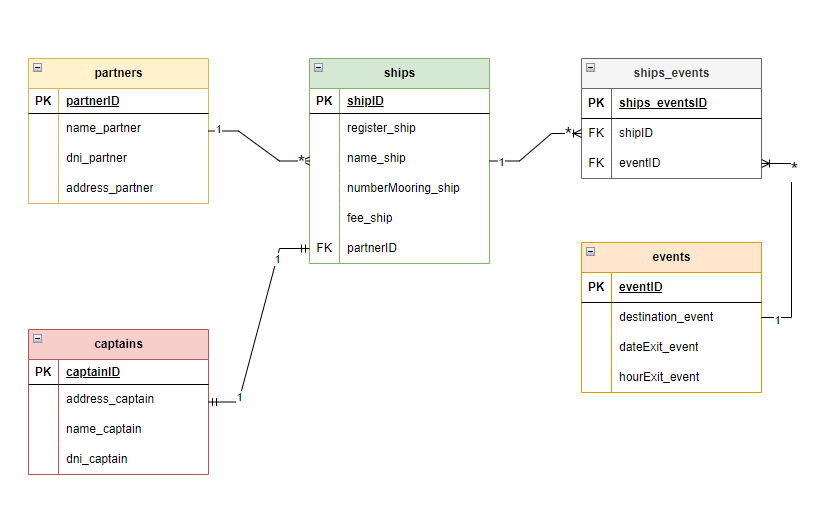 partners
PK partnerID
name_partner
dni_partner
address_partner
1
*
ships
PK shipID
register_ship
name_ship
numberMooring_ship
fee_ship
FK partnerID
1
*
ships_events
PK ships_eventsID
FK shipID
FK eventID
*
1
events
PK eventID
destination_event
dateExit_event
hourExit_event
1
1
captains
PK captainID
address_captain
name_captain
dni_captain